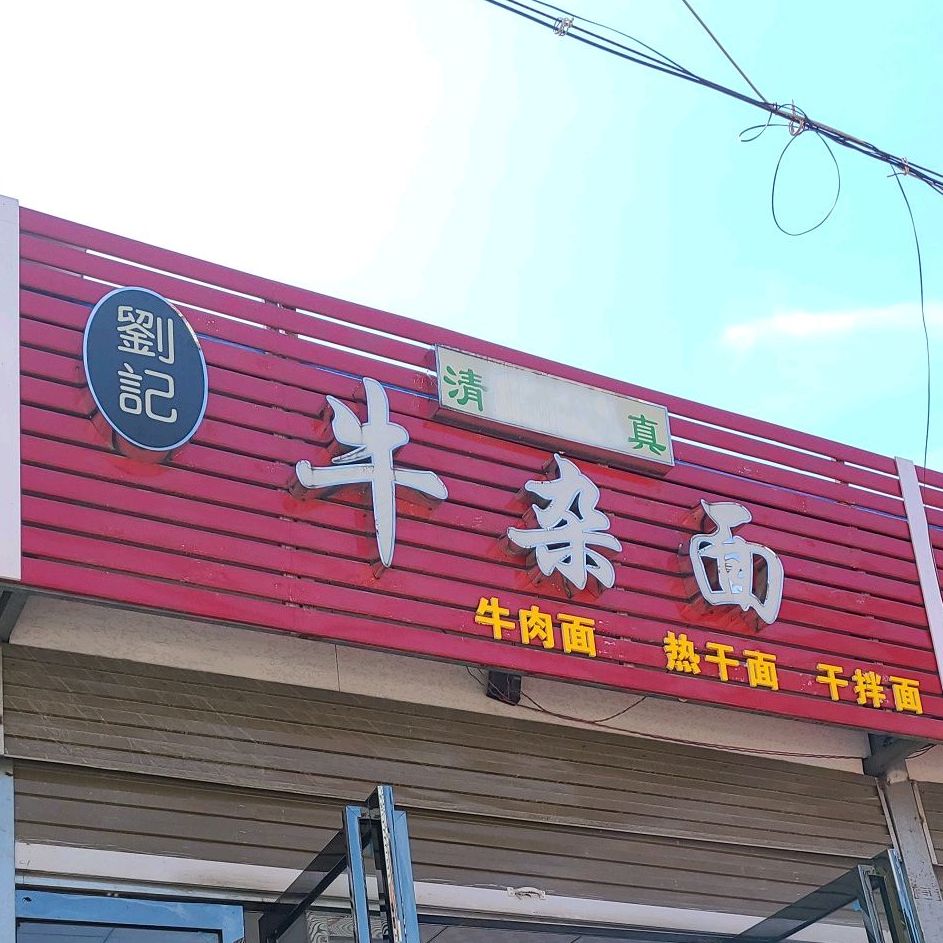 劉記
清 真
牛杂面
牛肉面 热干面 干拌面